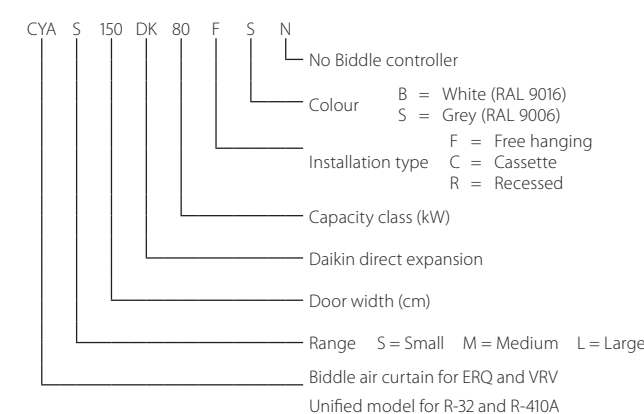 CYA S 150 DK 80 F S N
No Biddle controller
Colour B = White (RAL 9016)
S = Grey (RAL 9006)
F = Free hanging
Installation type C = Cassette
R = Recessed
Capacity class (kW)
Daikin direct expansion
Door width (cm)
Range S = Small M = Medium L = Large
Biddle air curtain for ERQ and VRV
Unified model for R-32 and R-410A